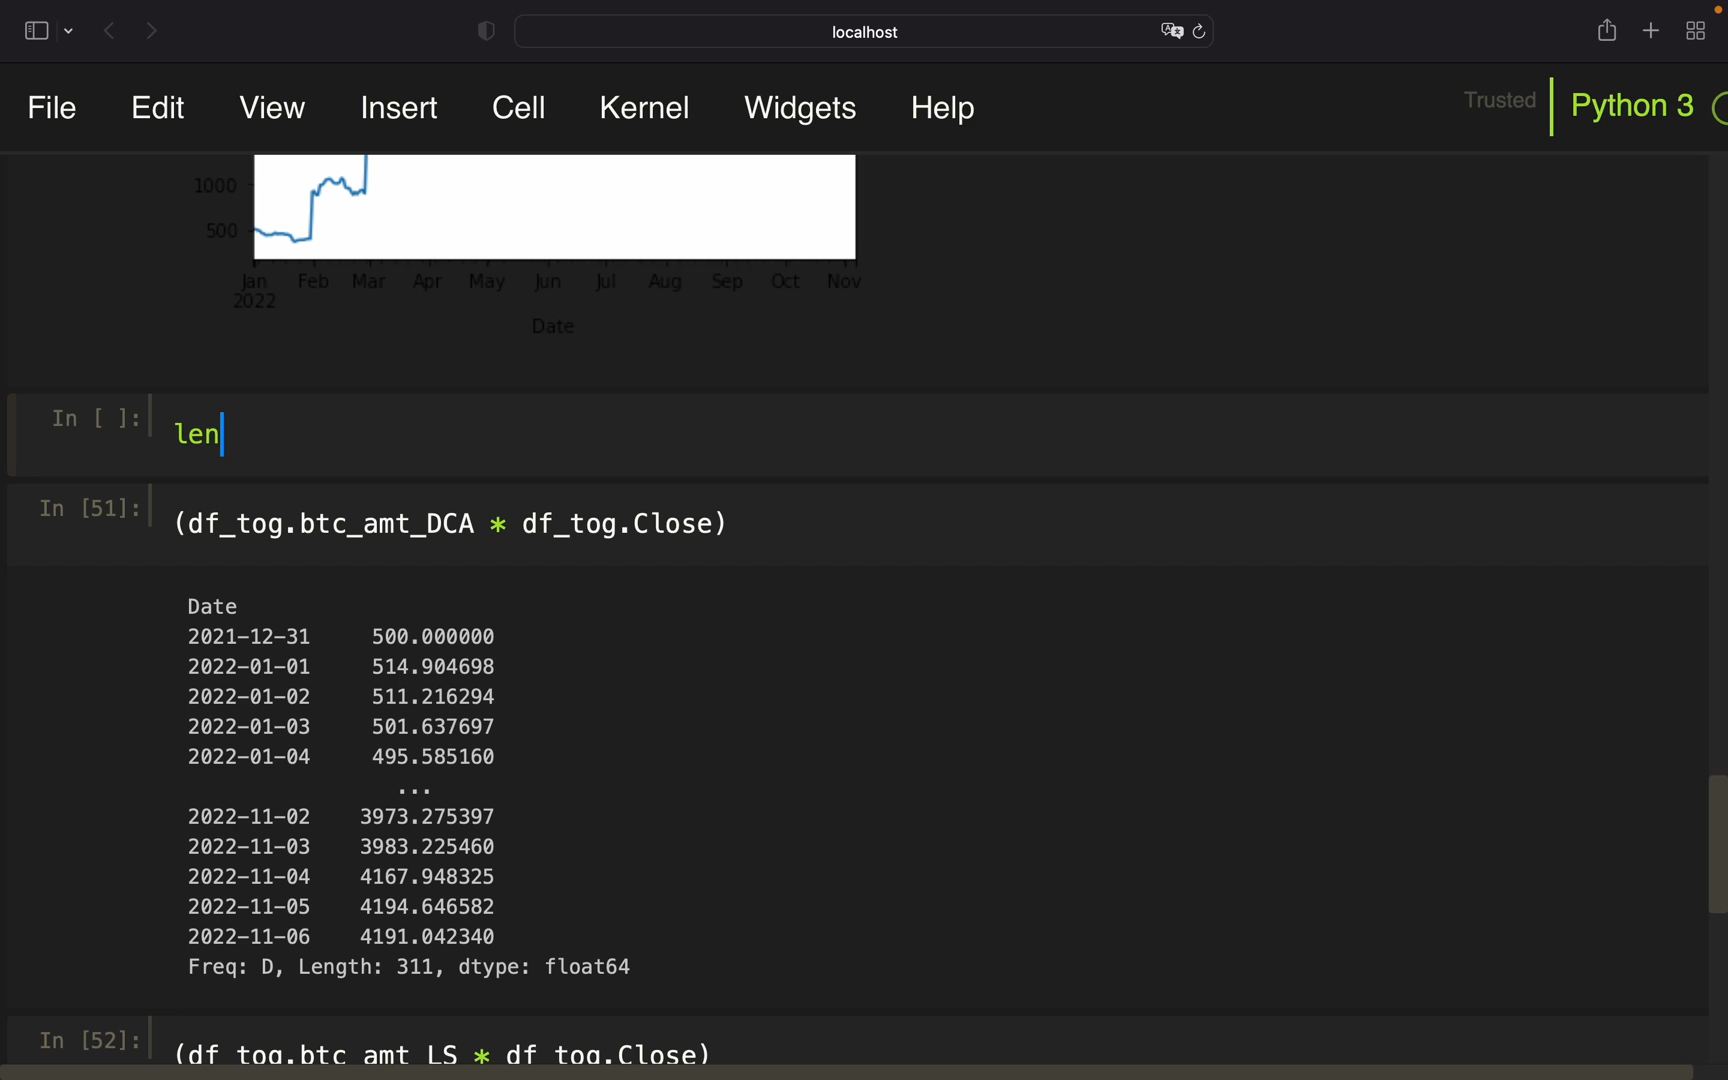 localhost
File Edit View Insert Cell Kernel Widgets Help Trusted Python 3
1000
500
Jan Feb Mar Apr May Jun Jul Aug Sep Oct Nov
2022
Date
In [ ]: len
In [51]: (df_tog.btc_amt_DCA * df_tog.Close)
Date
2021-12-31 500.000000
2022-01-01 514.904698
2022-01-02 511.216294
2022-01-03 501.637697
2022-01-04 495.585160
...
2022-11-02 3973.275397
2022-11-03 3983.225460
2022-11-04 4167.948325
2022-11-05 4194.646582
2022-11-06 4191.042340
Freq: D, Length: 311, dtype: float64
In [52]: (df_tog.btc_amt_LS * df_tog.Close)